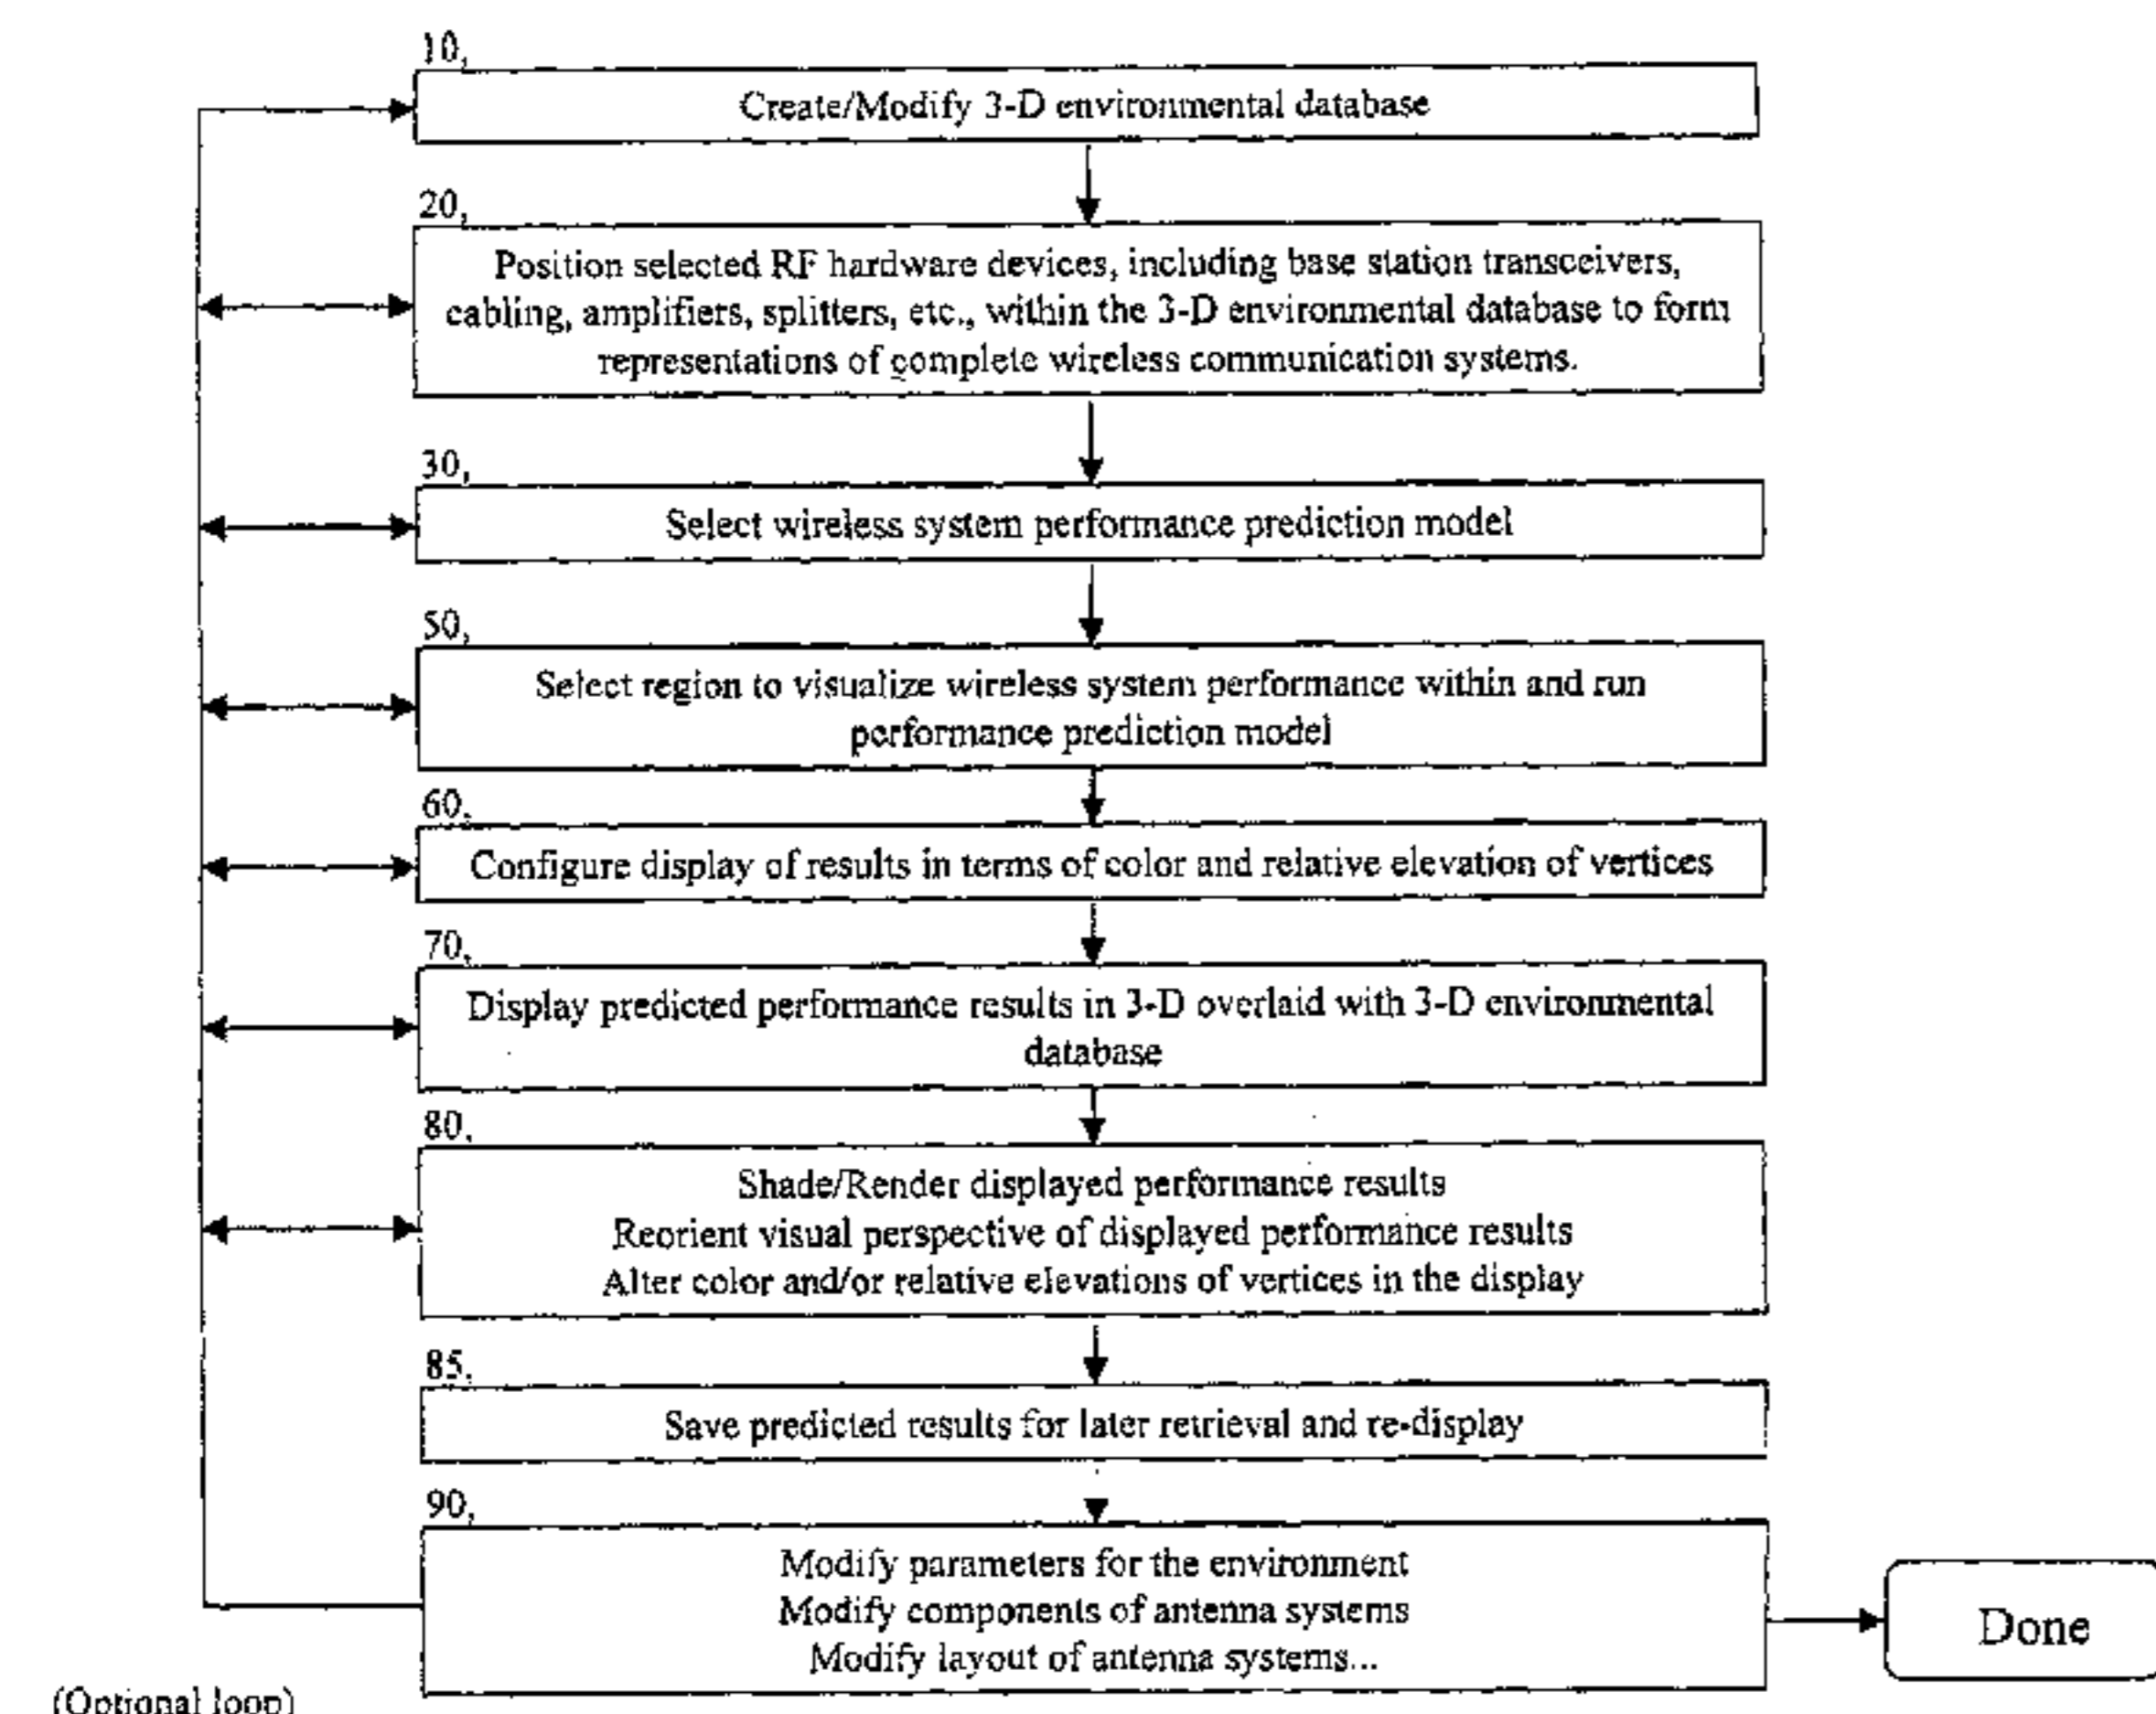 10,
Create/Modify 3-D environmental database
20,
Position selected RF hardware devices, including base station transceivers,
cabling, amplifiers, splitters, etc., within the 3-D environmental database to form
representations of complete wireless communication systems.
30,
Select wireless system performance prediction model
50,
Select region to visualize wireless system performance within and run
performance prediction model
60,
Configure display of results in terms of color and relative elevation of vertices
70,
Display predicted performance results in 3-D overlaid with 3-D environmental
database
80,
Shade/Render displayed performance results
Reorient visual perspective of displayed performance results
Alter color and/or relative elevations of vertices in the display
85,
Save predicted results for later retrieval and re-display
90,
Modify parameters for the environment
Modify components of antenna systems
Modify layout of antenna systems...
Done
(Optional loop)